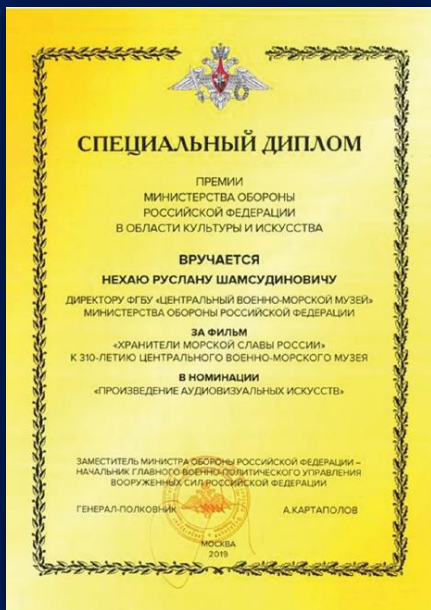 СПЕЦИАЛЬНЫЙ ДИПЛОМ
ПРЕМИИ
МИНИСТЕРСТВА ОБОРОНЫ
РОССИЙСКОЙ ФЕДЕРАЦИИ
В ОБЛАСТИ КУЛЬТУРЫ И ИСКУССТВА
ВРУЧАЕТСЯ
НЕХАЮ РУСЛАНУ ШАМСУДИНОВИЧУ
ДИРЕКТОРУ ФГБУ «ЦЕНТРАЛЬНЫЙ ВОЕННО-МОРСКОЙ МУЗЕЙ»
МИНИСТЕРСТВА ОБОРОНЫ РОССИЙСКОЙ ФЕДЕРАЦИИ
ЗА ФИЛЬМ
«ХРАНИТЕЛИ МОРСКОЙ СЛАВЫ РОССИИ»
К 310-ЛЕТИЮ ЦЕНТРАЛЬНОГО ВОЕННО-МОРСКОГО МУЗЕЯ
В НОМИНАЦИИ
«ПРОИЗВЕДЕНИЕ АУДИОВИЗУАЛЬНЫХ ИСКУССТВ»
ЗАМЕСТИТЕЛЬ МИНИСТРА ОБОРОНЫ РОССИЙСКОЙ ФЕДЕРАЦИИ –
НАЧАЛЬНИК ГЛАВНОГО ВОЕННО-ПОЛИТИЧЕСКОГО УПРАВЛЕНИЯ
ВООРУЖЕННЫХ СИЛ РОССИЙСКОЙ ФЕДЕРАЦИИ
ГЕНЕРАЛ-ПОЛКОВНИК А.КАРТАПОЛОВ
МОСКВА
2019